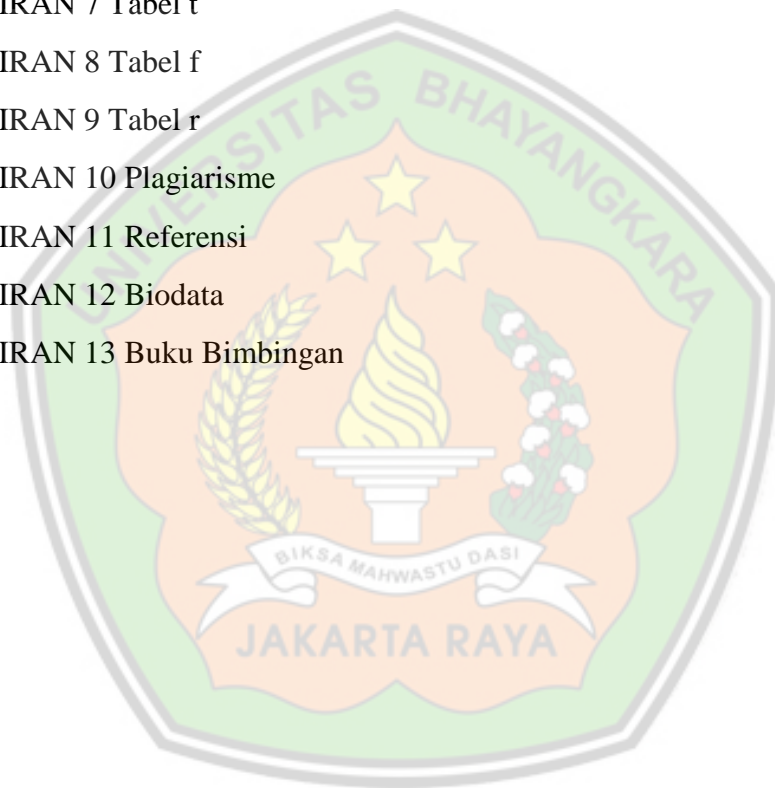 IRAN 7 Tabel t
IRAN 8 Tabel f
IRAN 9 Tabel r
IRAN 10 Plagiarisme
IRAN 11 Referensi
IRAN 12 Biodata
IRAN 13 Buku Bimbingan
UNIVERSITAS BHAYANGKARA
BIKSA MAHWASTU DASI
JAKARTA RAYA